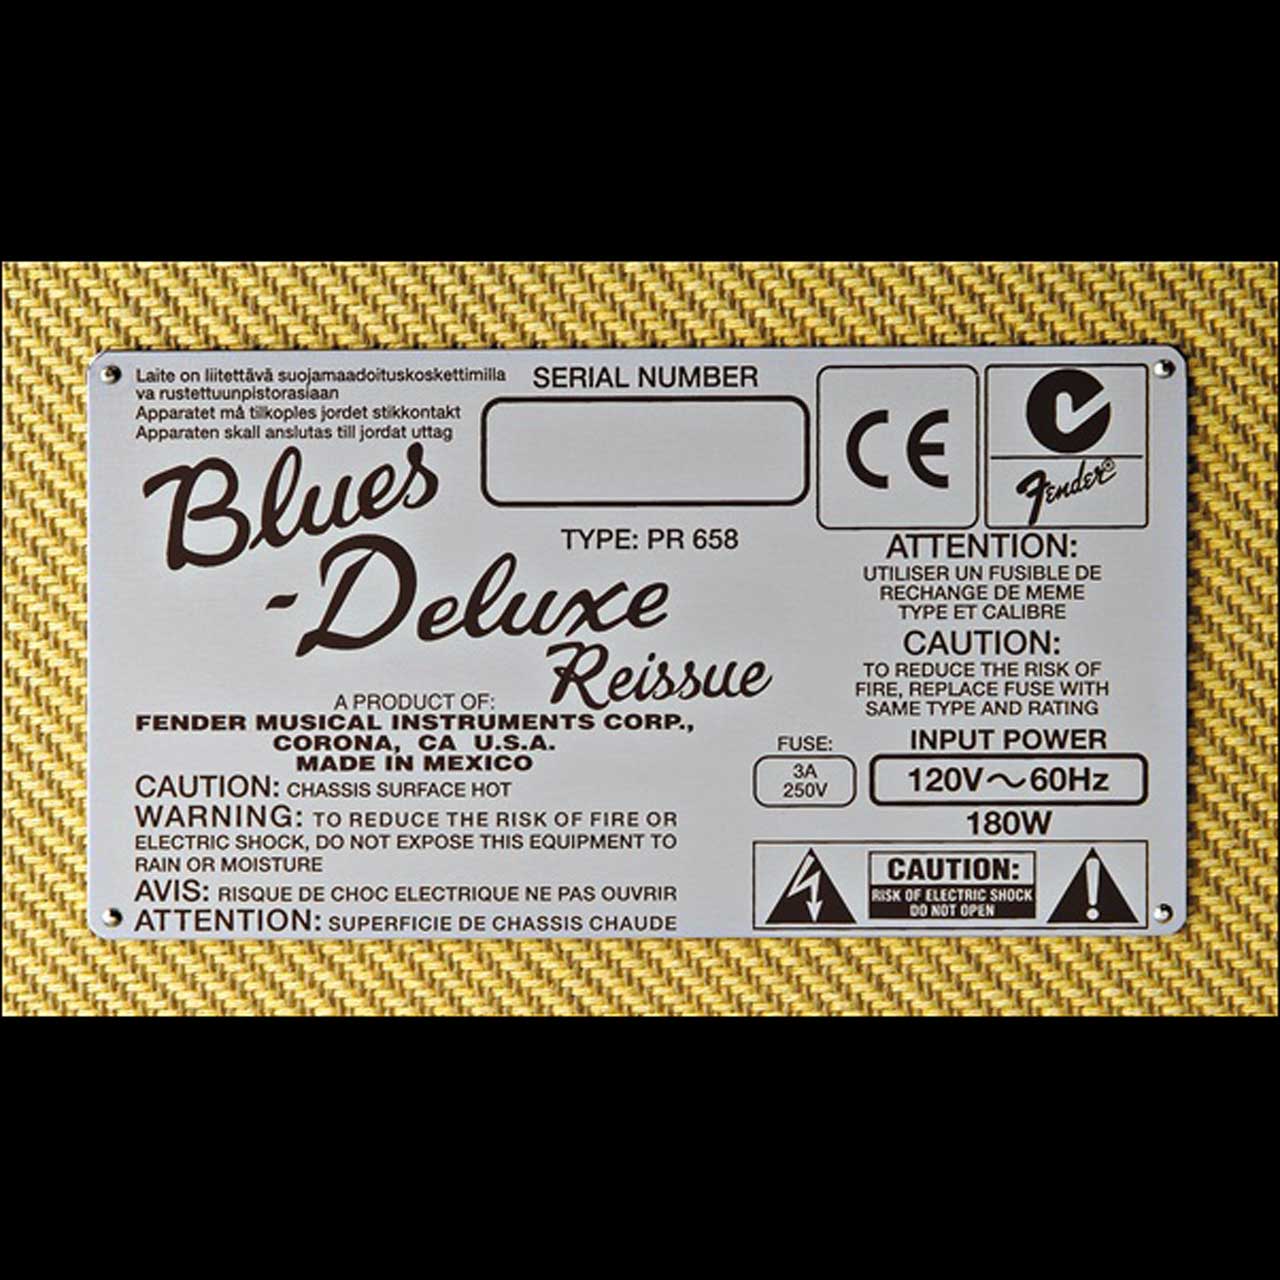 Laite on liitettävä suojamaadoituskoskettimilla
va rustettuunpistorasiaan
Apparatet må tilkoples jordet stikkontakt
Apparaten skall anslutas till jordat uttag
SERIAL NUMBER
CE
Fender®
Blues
-Deluxe
Reissue
TYPE: PR 658
A PRODUCT OF:
FENDER MUSICAL INSTRUMENTS CORP.,
CORONA, CA U.S.A.
MADE IN MEXICO
CAUTION: CHASSIS SURFACE HOT
WARNING: TO REDUCE THE RISK OF FIRE OR
ELECTRIC SHOCK, DO NOT EXPOSE THIS EQUIPMENT TO
RAIN OR MOISTURE
AVIS: RISQUE DE CHOC ELECTRIQUE NE PAS OUVRIR
ATTENTION: SUPERFICIE DE CHASSIS CHAUDE
ATTENTION:
UTILISER UN FUSIBLE DE
RECHANGE DE MEME
TYPE ET CALIBRE
CAUTION:
TO REDUCE THE RISK OF
FIRE, REPLACE FUSE WITH
SAME TYPE AND RATING
FUSE:
3A
250V
INPUT POWER
120V~60Hz
180W
CAUTION:
RISK OF ELECTRIC SHOCK
DO NOT OPEN